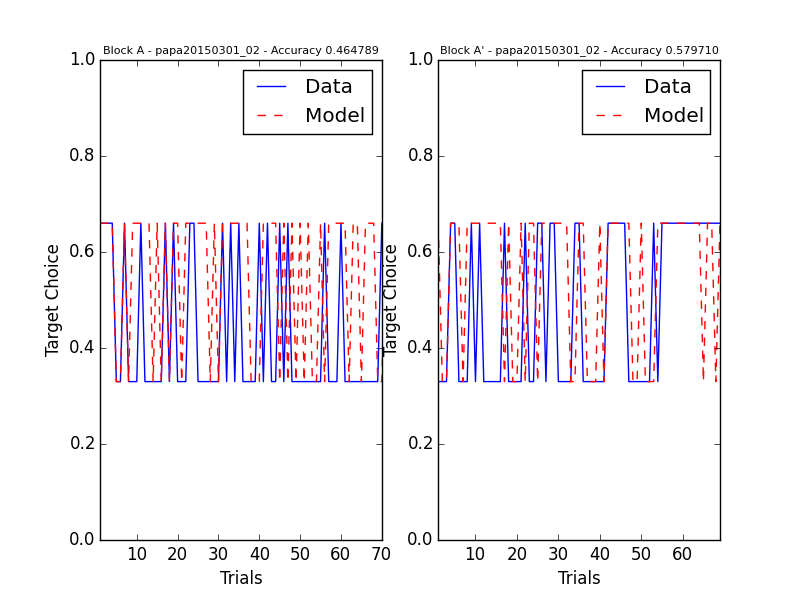 Block A - papa20150301_02 - Accuracy 0.464789
Block A' - papa20150301_02 - Accuracy 0.579710
1.0
0.8
0.6
0.4
0.2
0.0
Target Choice
Data
Model
10 20 30 40 50 60 70
Trials
1.0
0.8
0.6
0.4
0.2
0.0
Target Choice
Data
Model
10 20 30 40 50 60
Trials